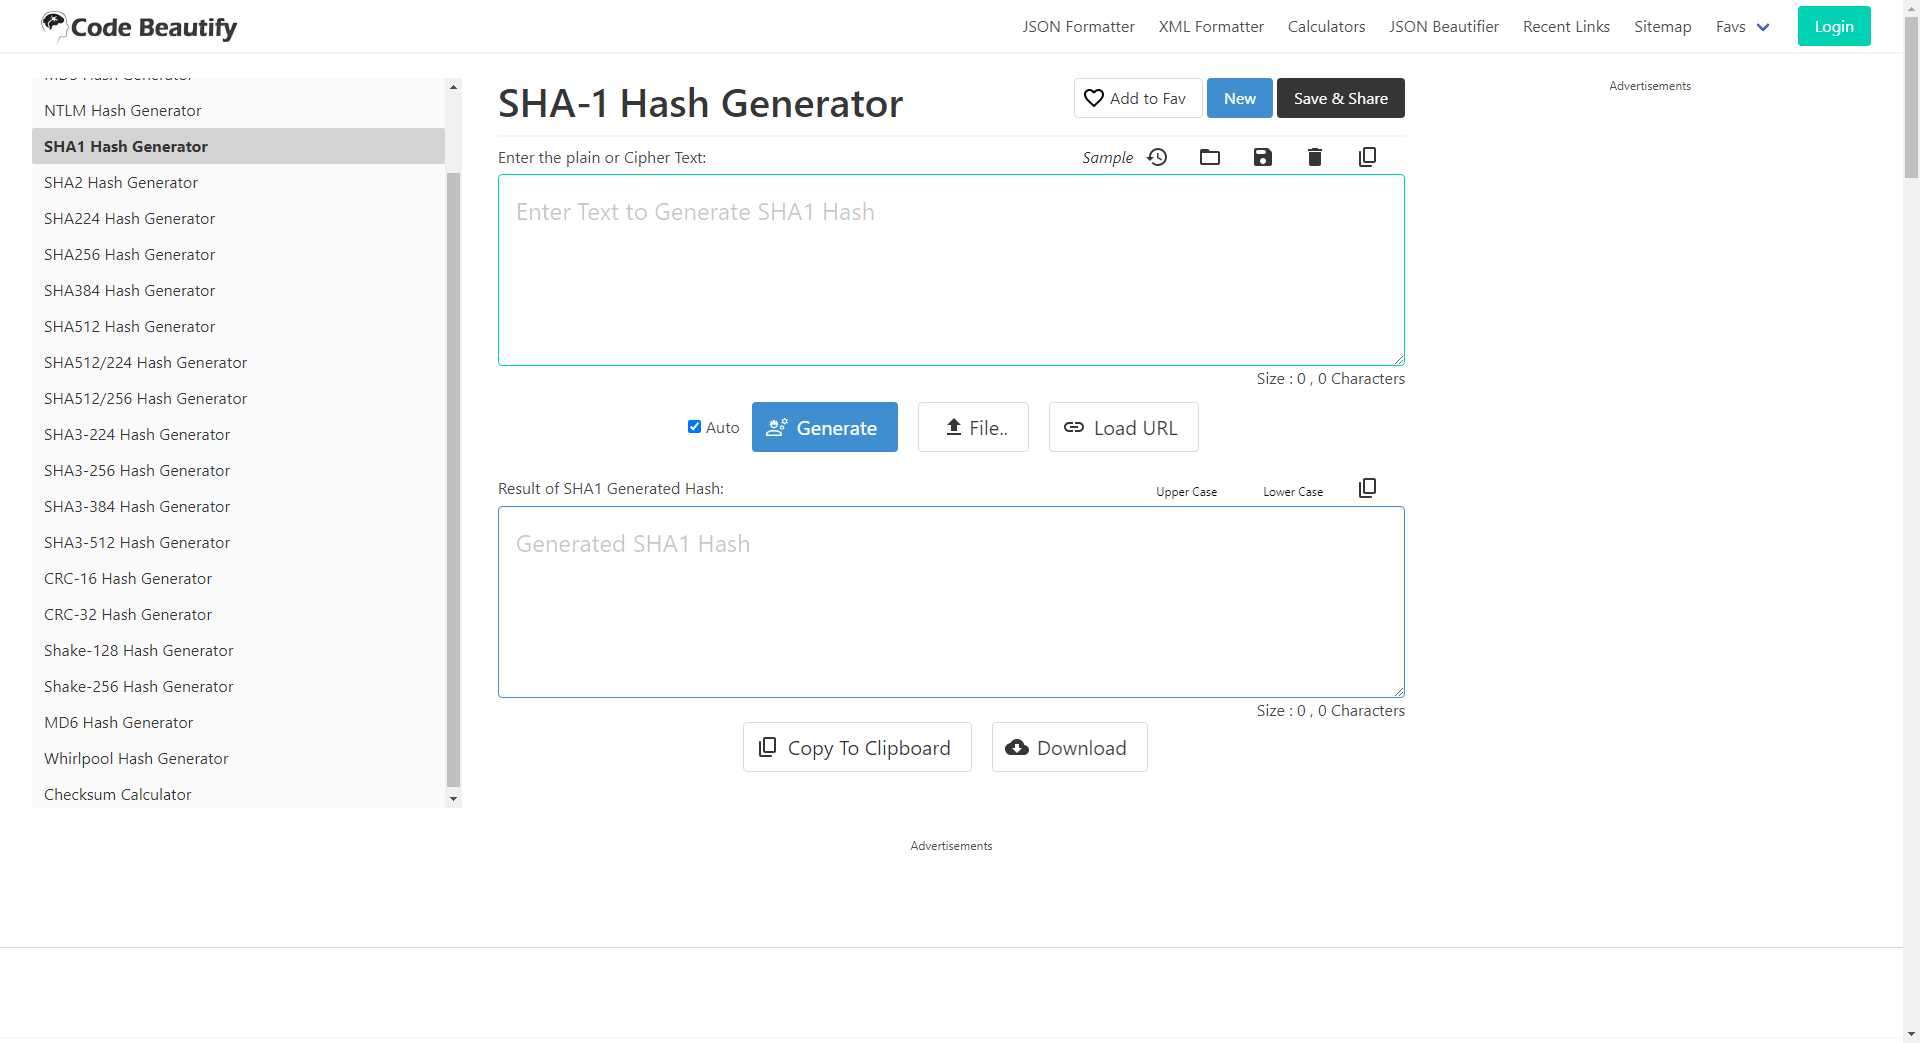 Code Beautify
JSON Formatter
XML Formatter
Calculators
JSON Beautifier
Recent Links
Sitemap
Favs
Login
MD5 Hash Generator
NTLM Hash Generator
SHA1 Hash Generator
SHA2 Hash Generator
SHA224 Hash Generator
SHA256 Hash Generator
SHA384 Hash Generator
SHA512 Hash Generator
SHA512/224 Hash Generator
SHA512/256 Hash Generator
SHA3-224 Hash Generator
SHA3-256 Hash Generator
SHA3-384 Hash Generator
SHA3-512 Hash Generator
CRC-16 Hash Generator
CRC-32 Hash Generator
Shake-128 Hash Generator
Shake-256 Hash Generator
MD6 Hash Generator
Whirlpool Hash Generator
Checksum Calculator
SHA-1 Hash Generator
Add to Fav
New
Save & Share
Enter the plain or Cipher Text:
Sample
Enter Text to Generate SHA1 Hash
Size : 0 , 0 Characters
Auto
Generate
File..
Load URL
Result of SHA1 Generated Hash:
Upper Case
Lower Case
Generated SHA1 Hash
Size : 0 , 0 Characters
Copy To Clipboard
Download
Advertisements
Advertisements